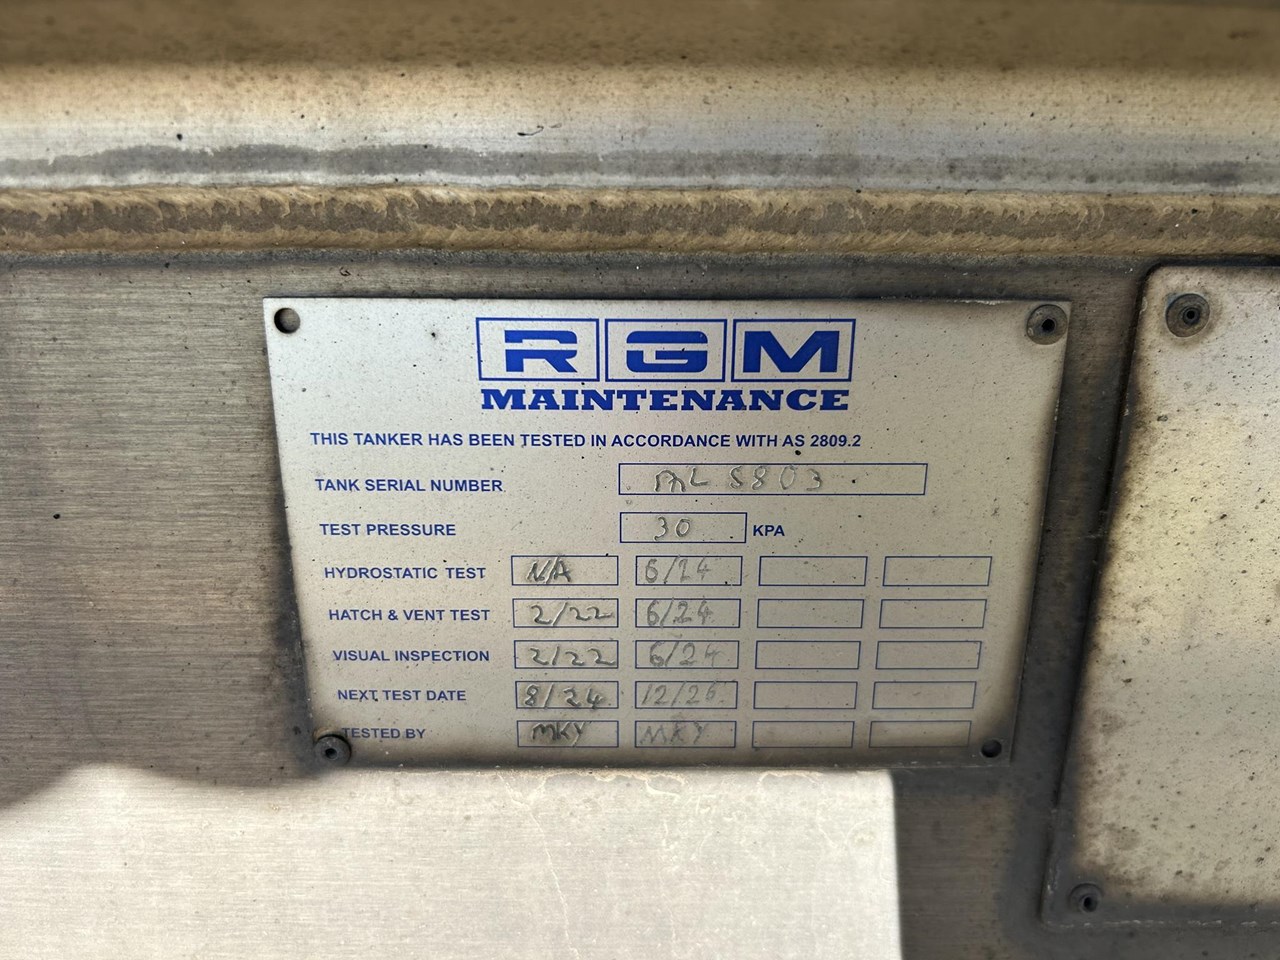 RGM
MAINTENANCE
THIS TANKER HAS BEEN TESTED IN ACCORDANCE WITH AS 2809.2
TANK SERIAL NUMBER ML 8803
TEST PRESSURE 30 KPA
HYDROSTATIC TEST N/A 6/24
HATCH & VENT TEST 2/22 6/24
VISUAL INSPECTION 2/22 6/24
NEXT TEST DATE 8/24 12/26
TESTED BY MKY MKY